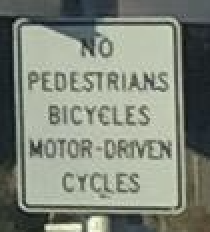 NO
PEDESTRIANS
BICYCLES
MOTOR-DRIVEN
CYCLES